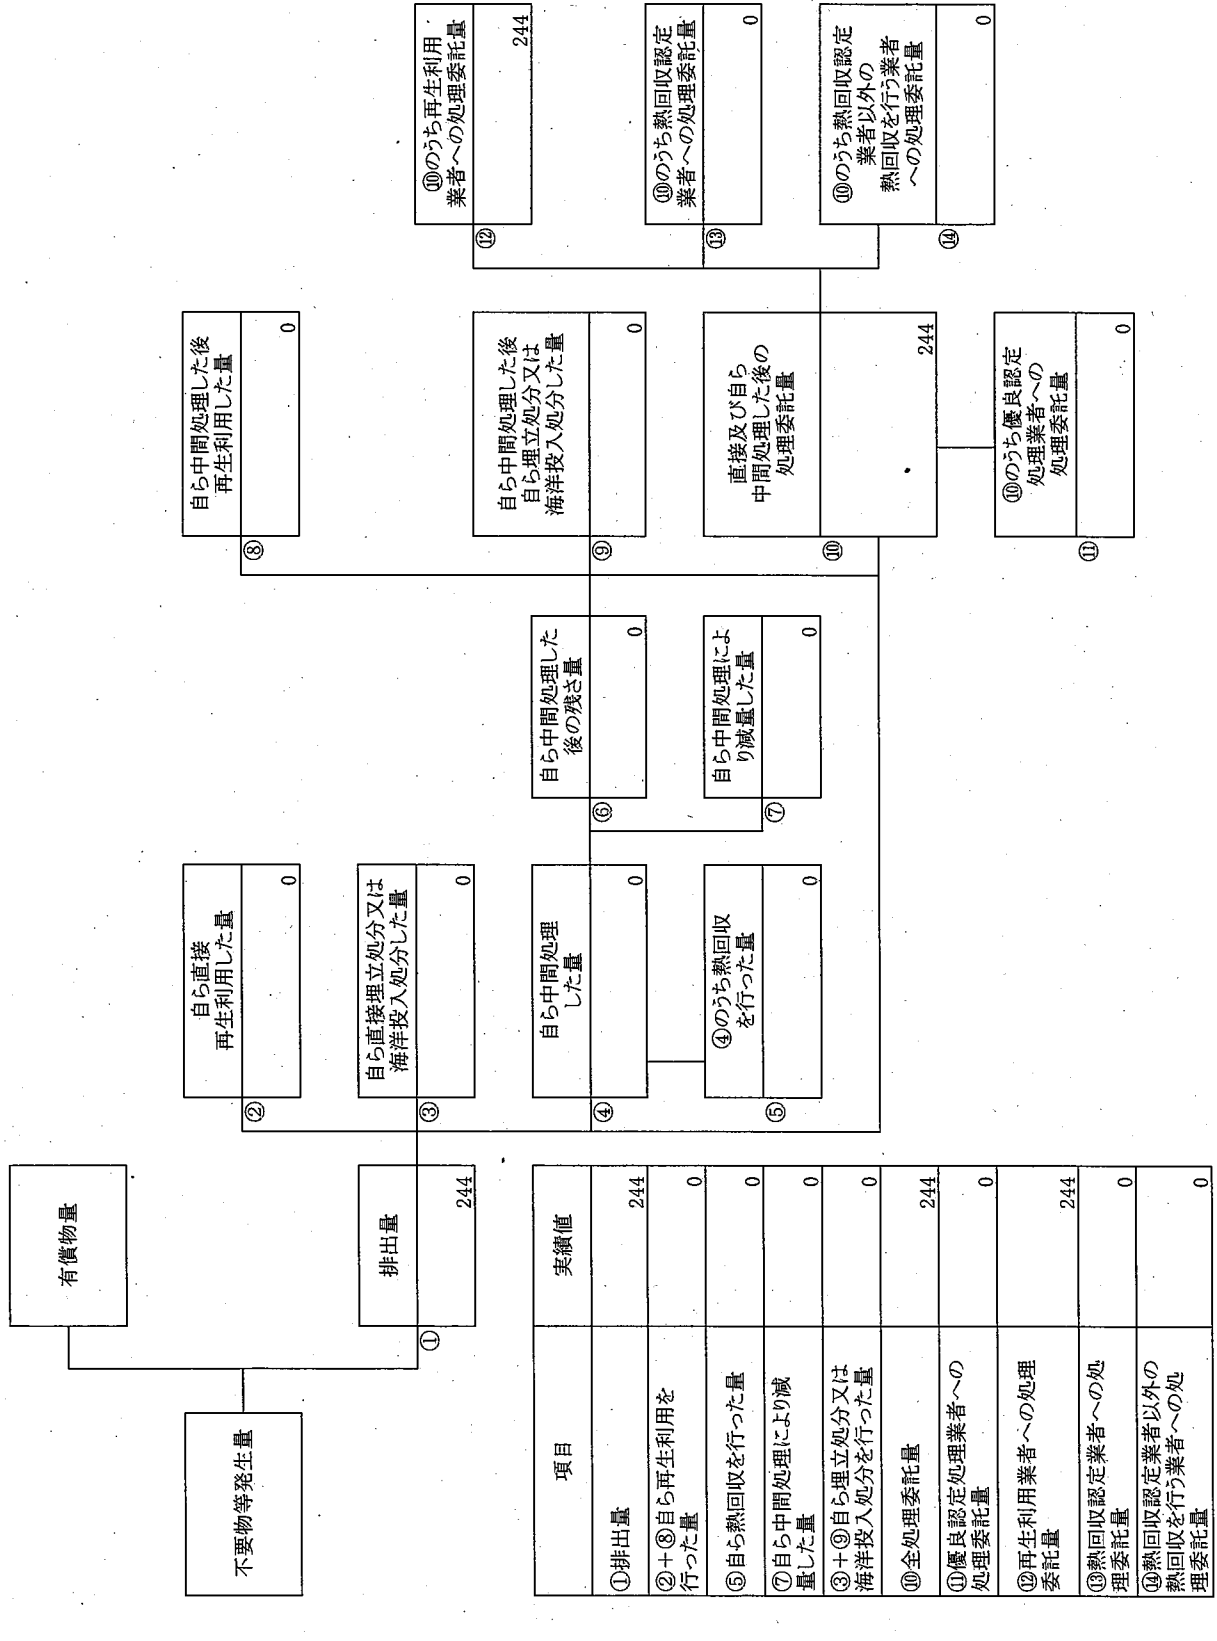 不要物等発生量
有償物量
排出量
①
244
自ら直接
再生利用した量
②
0
自ら直接埋立処分又は
海洋投入処分した量
③
0
自ら中間処理
した量
④
0
④のうち熱回収
を行った量
⑤
0
自ら中間処理した
後の残さ量
⑥
0
自ら中間処理によ
り減量した量
⑦
0
自ら中間処理した後
再生利用した量
⑧
0
自ら中間処理した後
自ら埋立処分又は
海洋投入処分した量
⑨
0
直接及び自ら
中間処理した後の
処理委託量
⑩
244
⑩のうち優良認定
処理業者への
処理委託量
⑪
0
⑩のうち再生利用
業者への処理委託量
⑫
244
⑩のうち熱回収認定
業者への処理委託量
⑬
0
⑩のうち熱回収認定
業者以外の
熱回収を行う業者
への処理委託量
⑭
0
項目 実績値
①排出量 244
②+⑧自ら再生利用を
行った量 0
⑤自ら熱回収を行った量 0
⑦自ら中間処理により減
量した量 0
③+⑨自ら埋立処分又は
海洋投入処分を行った量 0
⑩全処理委託量 244
⑪優良認定処理業者への
処理委託量 0
⑫再生利用業者への処理
委託量 244
⑬熱回収認定業者への処
理委託量 0
⑭熱回収認定業者以外の
熱回収を行う業者への処
理委託量 0